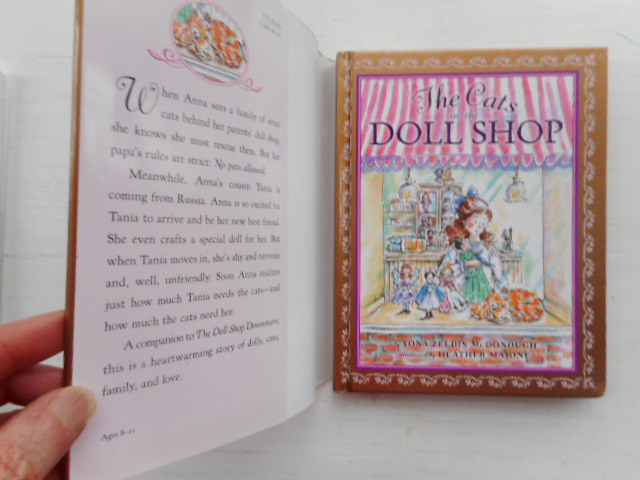 When Anna sees a family of stray
cats behind her parents' doll shop,
she knows she must rescue them. But her
papa's rules are strict: No pets allowed.
Meanwhile, Anna's cousin Tania is
coming from Russia. Anna is so excited for
Tania to arrive and be her new best friend.
She even crafts a special doll for her. But
when Tania moves in, she's shy and nervous
and, well, unfriendly. Soon Anna realizes
just how much Tania needs the cats—and
how much the cats need her.
A companion to The Doll Shop Downstairs,
this is a heartwarming story of dolls, cats,
family, and love.
Ages 8-11
The Cats
in the
DOLL SHOP
YONA ZELDIS McDONOUGH
illustrated by HEATHER MAIONE